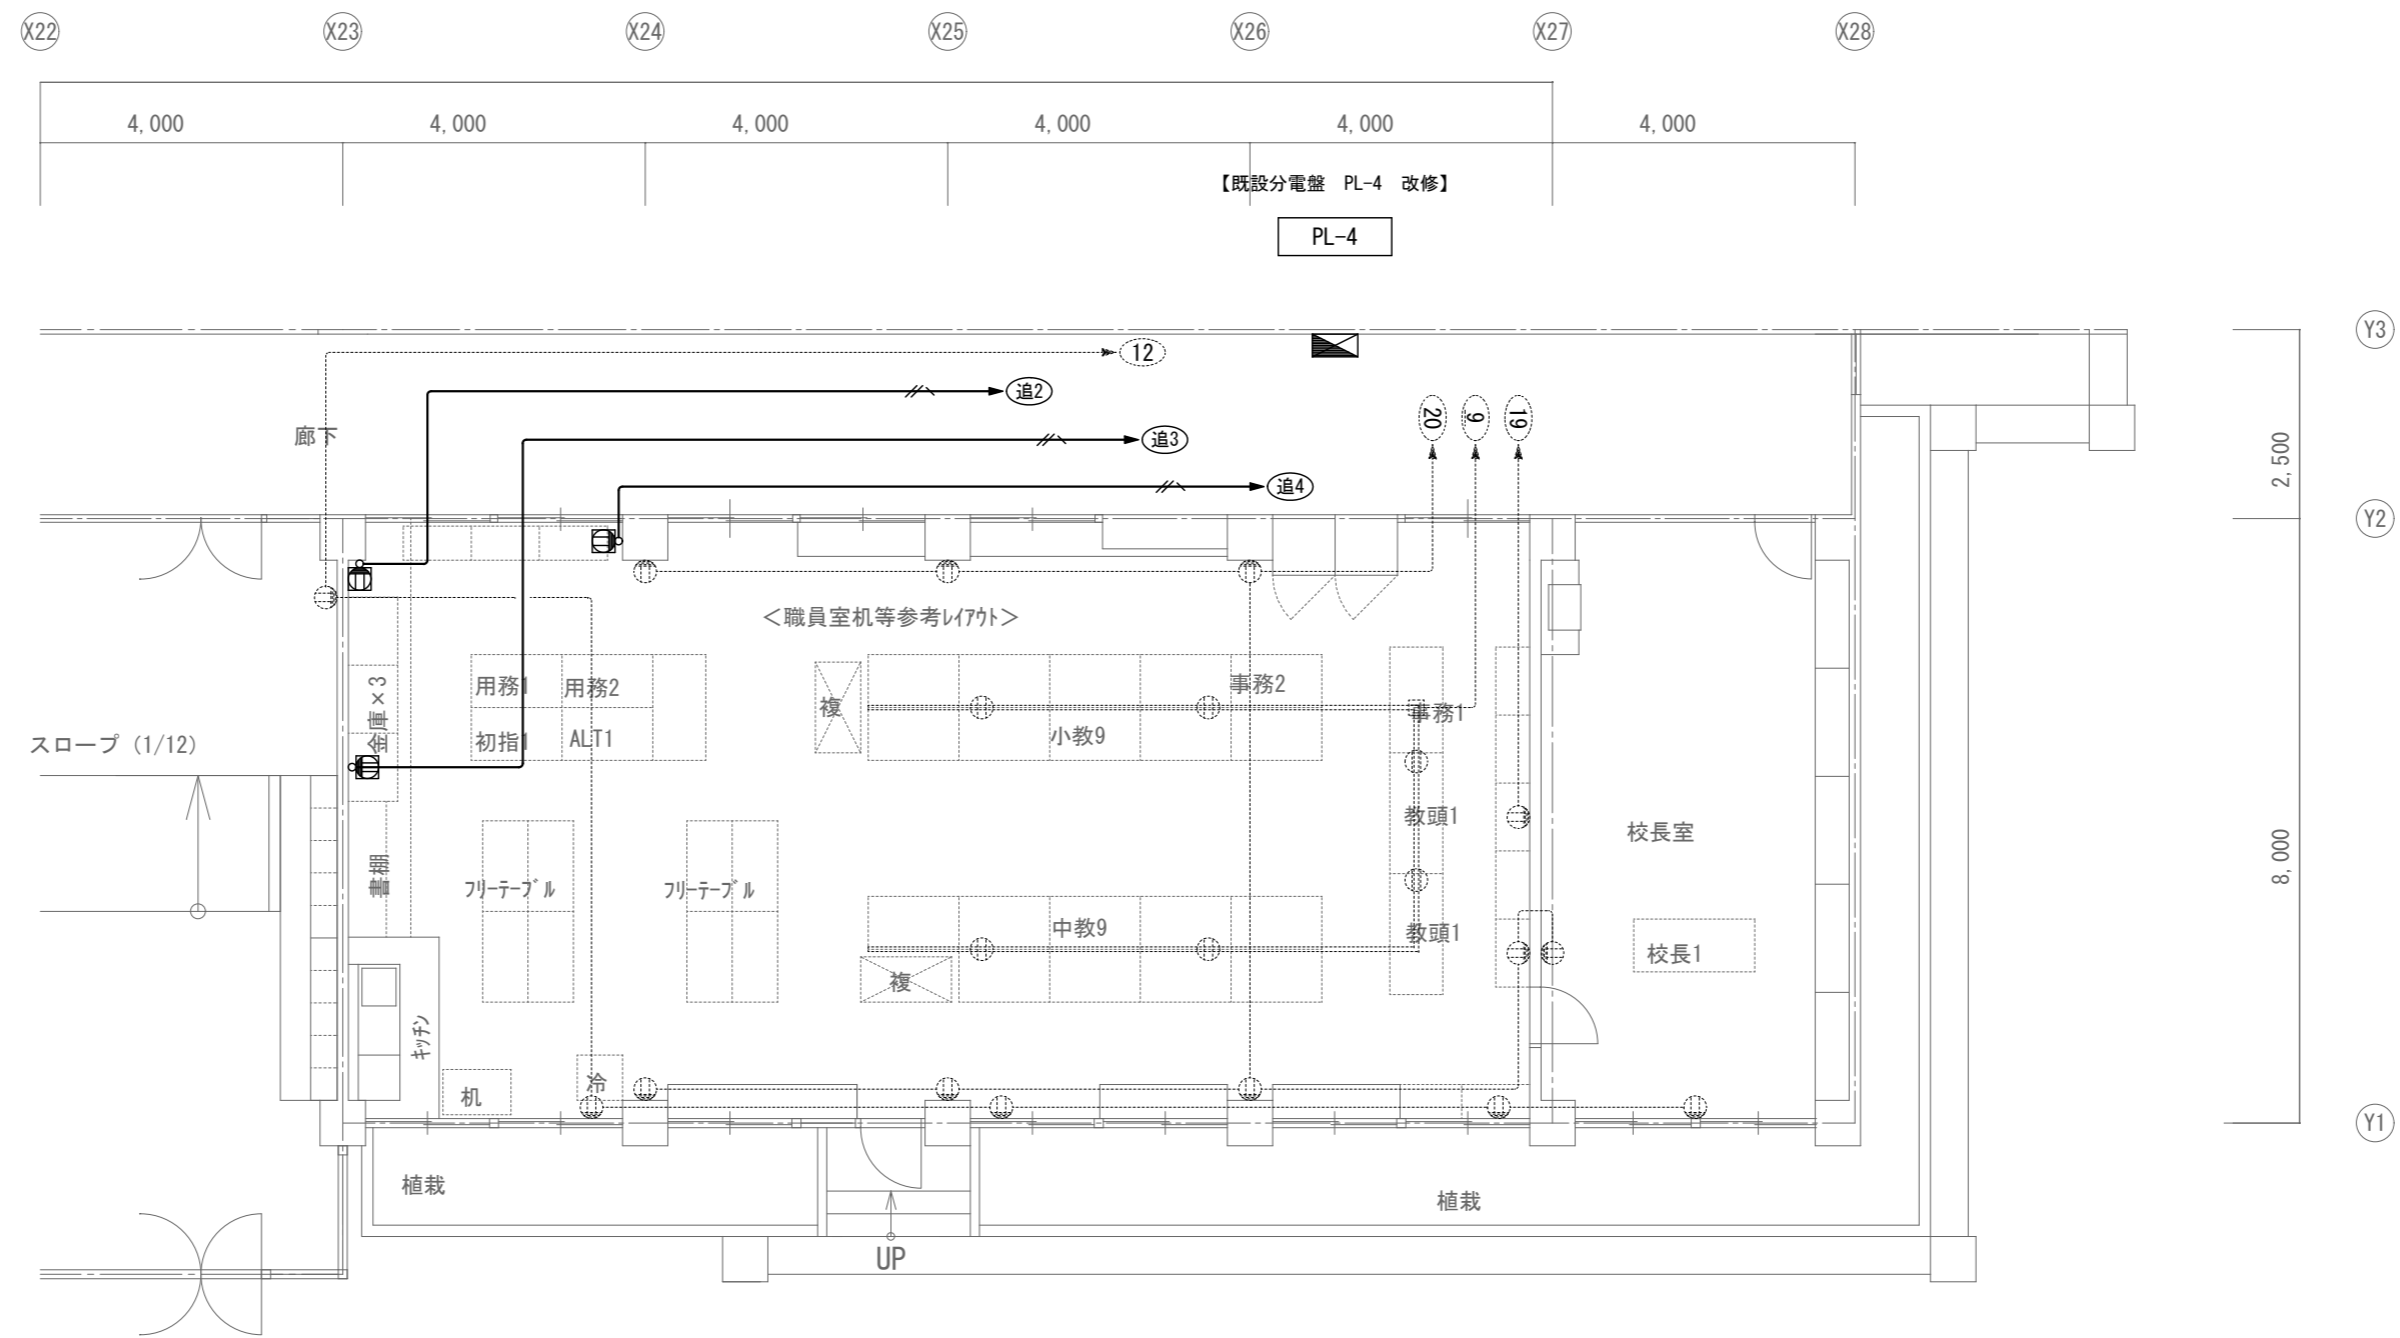 X22 X23 X24 X25 X26 X27 X28
4,000 4,000 4,000 4,000 4,000 4,000
【既設分電盤　PL-4　改修】
PL-4
Y3
12
追2
20 9 19
廊下
追3
2,500
追4
Y2
＜職員室机等参考ﾚｲｱｳﾄ＞
用務1 用務2
事務2
金庫×3
複
事務1
初指1 ALT1
小教9
スロープ（1/12）
教頭1
校長室
8,000
書棚
ﾌﾘｰﾃｰﾌﾞﾙ
ﾌﾘｰﾃｰﾌﾞﾙ
中教9
教頭1
校長1
複
ｷｯﾁﾝ
冷
机
Y1
植栽
植栽
UP